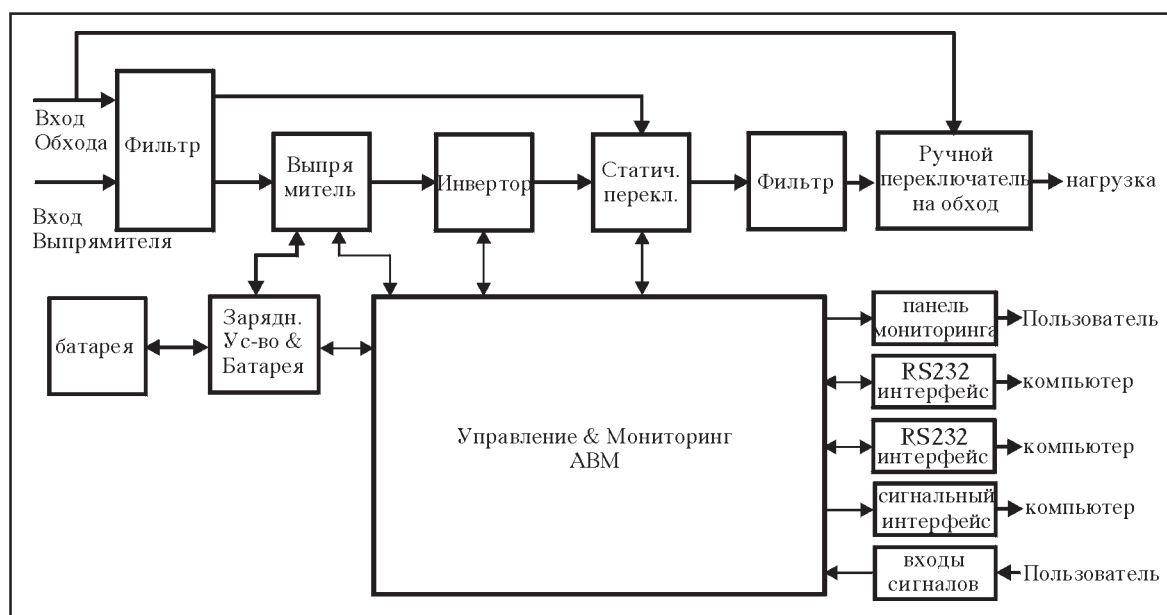 Вход
Обхода
Фильтр
Вход
Выпрямителя
Выпря
митель
Инвертор
Статич.
перекл.
Фильтр
Ручной
переключатель
на обход
нагрузка
батарея
Зарядн.
Ус-во &
Батарея
Управление & Мониторинг
АВМ
панель
мониторинга
Пользователь
RS232
интерфейс
компьютер
RS232
интерфейс
компьютер
сигнальный
интерфейс
компьютер
входы
сигналов
Пользователь